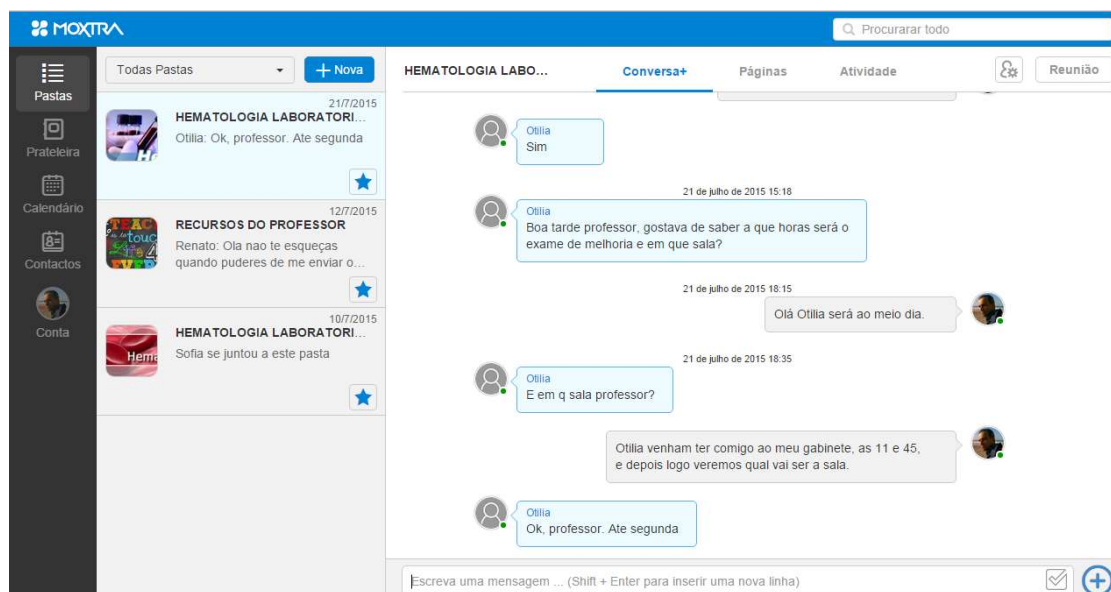 MOXTRA
Procurarar todo
Pastas
Prateleira
Calendário
Contactos
Conta
Todas Pastas
Nova
21/7/2015
HEMATOLOGIA LABORATORI...
Otilia: Ok, professor. Ate segunda
12/7/2015
RECURSOS DO PROFESSOR
Renato: Ola nao te esqueças
quando puderes de me enviar o...
10/7/2015
HEMATOLOGIA LABORATORI...
Sofia se juntou a este pasta
Hema
HEMATOLOGIA LABO...
Conversa+
Páginas
Atividade
Reunião
Otilia
Sim
21 de julho de 2015 15:18
Otilia
Boa tarde professor, gostava de saber a que horas será o
exame de melhoria e em que sala?
21 de julho de 2015 18:15
Olá Otilia será ao meio dia.
21 de julho de 2015 18:35
Otilia
E em q sala professor?
Otilia venham ter comigo ao meu gabinete, as 11 e 45,
e depois logo veremos qual vai ser a sala.
Otilia
Ok, professor. Ate segunda
Escreva uma mensagem ... (Shift + Enter para inserir uma nova linha)